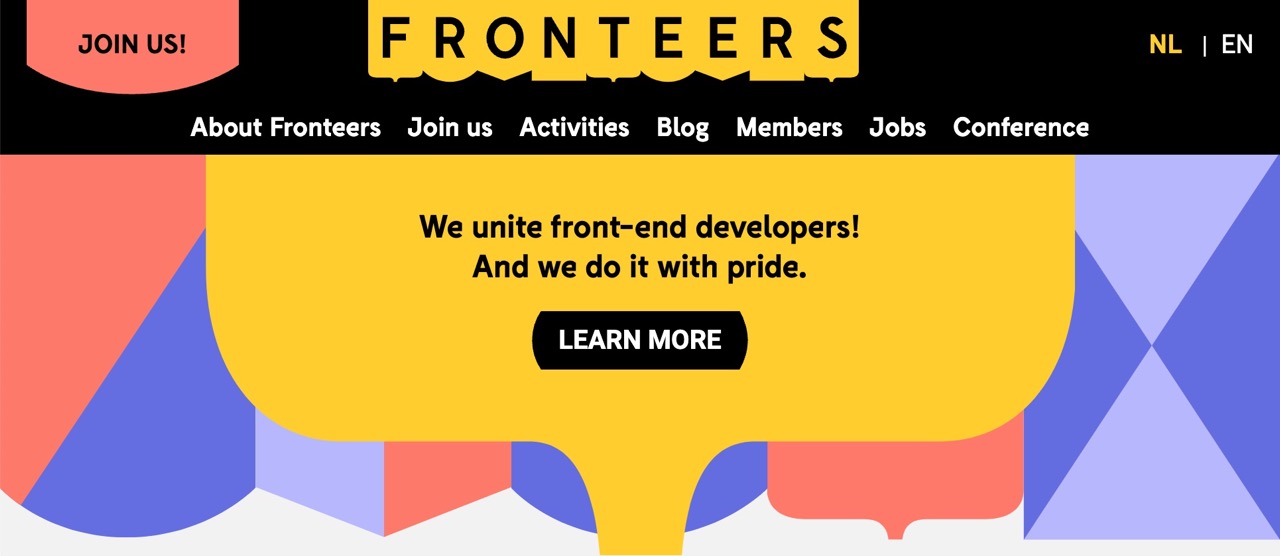 JOIN US!
FRONTEERS
NL | EN
About Fronteers Join us Activities Blog Members Jobs Conference
We unite front-end developers!
And we do it with pride.
LEARN MORE